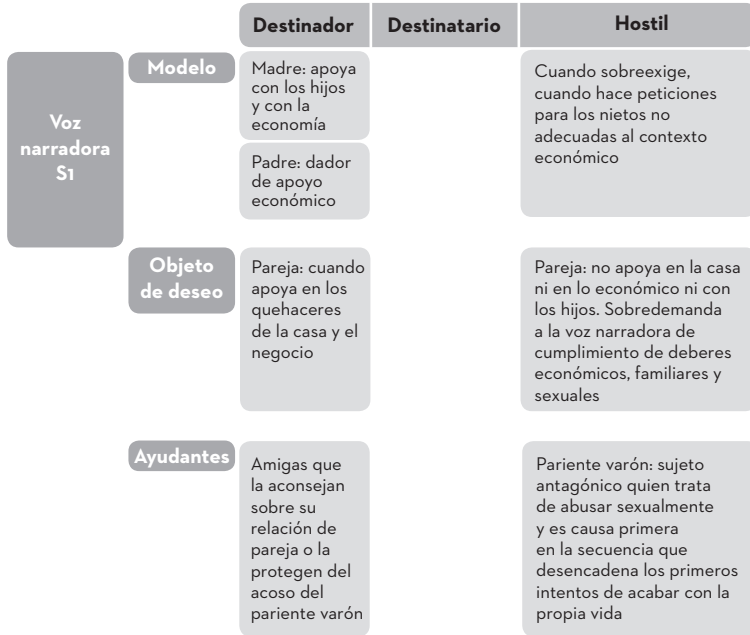 Destinador Destinatario Hostil
Voz
narradora
S1
Modelo
Madre: apoya
con los hijos
y con la
economía
Padre: dador
de apoyo
económico
Cuando sobreexige,
cuando hace peticiones
para los nietos no
adecuadas al contexto
económico
Objeto
de deseo
Pareja: cuando
apoya en los
quehaceres
de la casa y el
negocio
Pareja: no apoya en la casa
ni en lo económico ni con
los hijos. Sobredemanda
a la voz narradora de
cumplimiento de deberes
económicos, familiares y
sexuales
Ayudantes
Amigas que
la aconsejan
sobre su
relación de
pareja o la
protegen del
acoso del
pariente varón
Pariente varón: sujeto
antagónico quien trata
de abusar sexualmente
y es causa primera
en la secuencia que
desencadena los primeros
intentos de acabar con la
propia vida